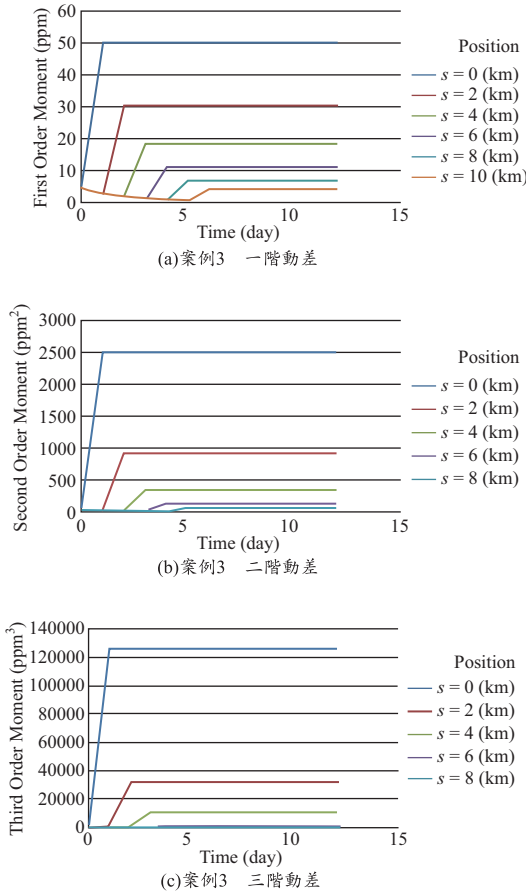 First Order Moment (ppm)
60
50
40
30
20
10
0
0
5
10
15
Time (day)
Position
s = 0 (km)
s = 2 (km)
s = 4 (km)
s = 6 (km)
s = 8 (km)
s = 10 (km)
(a)案例3 一階動差
Second Order Moment (ppm²)
3000
2500
2000
1500
1000
500
0
0
5
10
15
Time (day)
Position
s = 0 (km)
s = 2 (km)
s = 4 (km)
s = 6 (km)
s = 8 (km)
(b)案例3 二階動差
Third Order Moment (ppm³)
140000
120000
100000
80000
60000
40000
20000
0
0
5
10
15
Time (day)
Position
s = 0 (km)
s = 2 (km)
s = 4 (km)
s = 6 (km)
s = 8 (km)
(c)案例3 三階動差